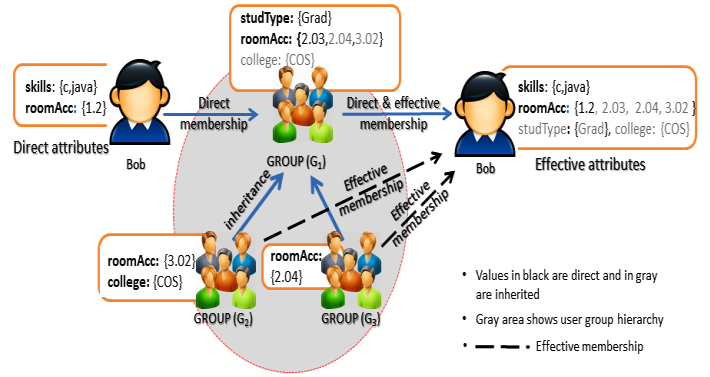 studType: {Grad}
roomAcc: {2.03,2.04,3.02}
college: {COS}
skills: {c,java}
roomAcc: {1.2}
Direct attributes
Bob
Direct
membership
GROUP (G1)
Direct & effective
membership
skills: {c,java}
roomAcc: {1.2, 2.03, 2.04, 3.02 }
studType: {Grad}, college: {COS}
Bob
Effective attributes
inheritance
Effective
membership
Effective
membership
roomAcc: {3.02}
college: {COS}
GROUP (G2)
roomAcc:
{2.04}
GROUP (G3)
• Values in black are direct and in gray
are inherited
• Gray area shows user group hierarchy
• Effective membership